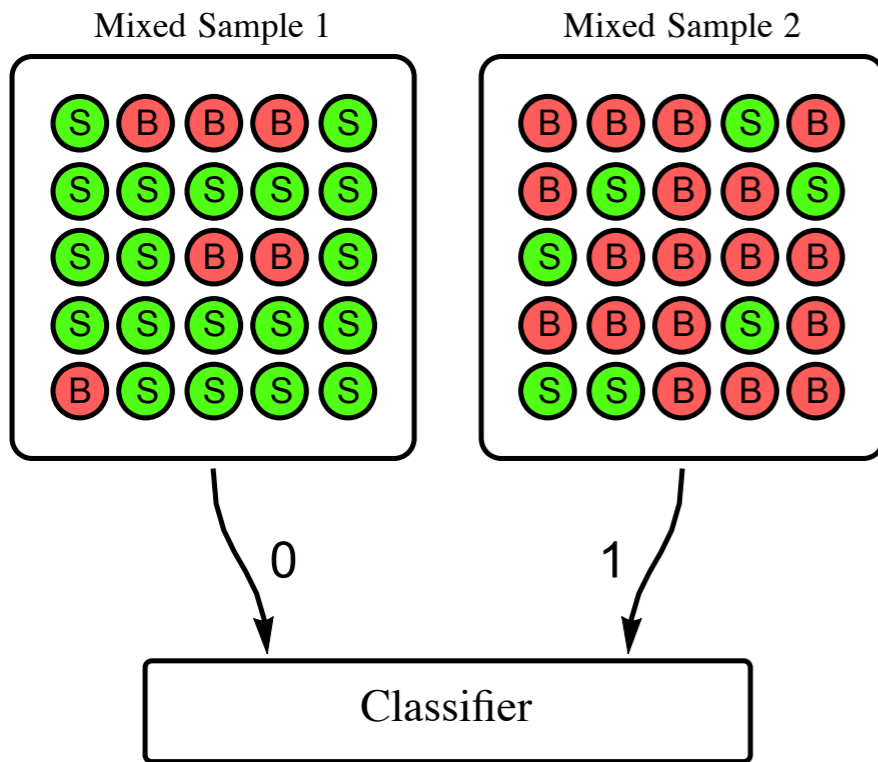 Mixed Sample 1
Mixed Sample 2
S B B B S
B B B S B
S S S S S
B S B B S
S S B B S
S B B B B
S S S S S
B B B S B
B S S S S
S S B B B
0
1
Classifier